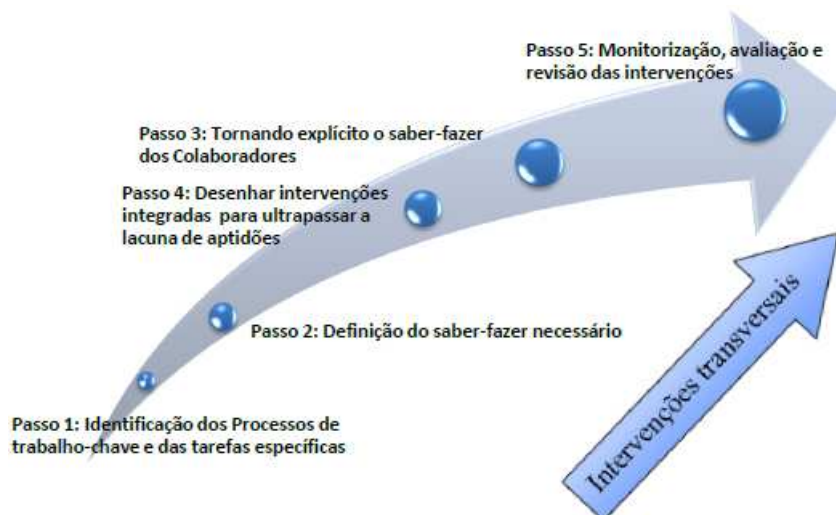 Passo 5: Monitorização, avaliação e
revisão das intervenções
Passo 3: Tornando explícito o saber-fazer
dos Colaboradores
Passo 4: Desenhar intervenções
integradas para ultrapassar a
lacuna de aptidões
Passo 2: Definição do saber-fazer necessário
Passo 1: Identificação dos Processos de
trabalho-chave e das tarefas específicas
Intervenções transversais